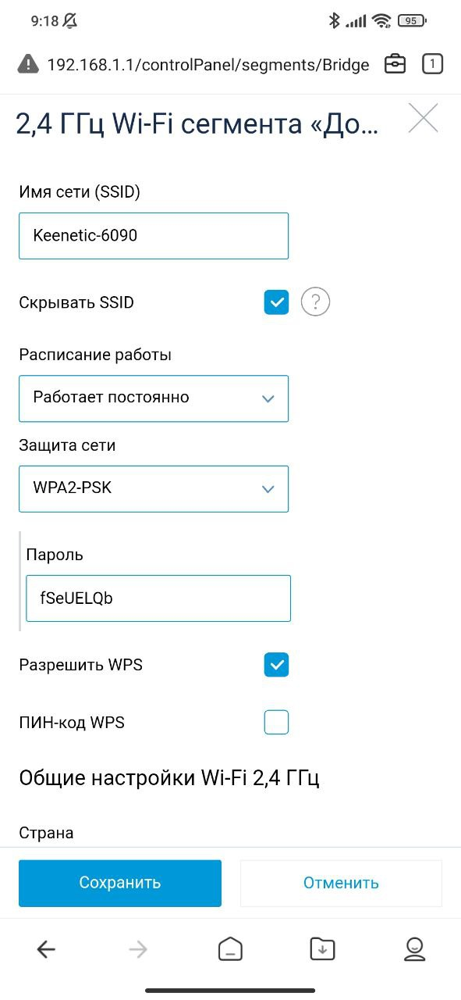 9:18
95
192.168.1.1/controlPanel/segments/Bridge
1
2,4 ГГц Wi-Fi сегмента «До...
Имя сети (SSID)
Keenetic-6090
Скрывать SSID
?
Расписание работы
Работает постоянно
Защита сети
WPA2-PSK
Пароль
fSeUELQb
Разрешить WPS
ПИН-код WPS
Общие настройки Wi-Fi 2,4 ГГц
Страна
Сохранить
Отменить